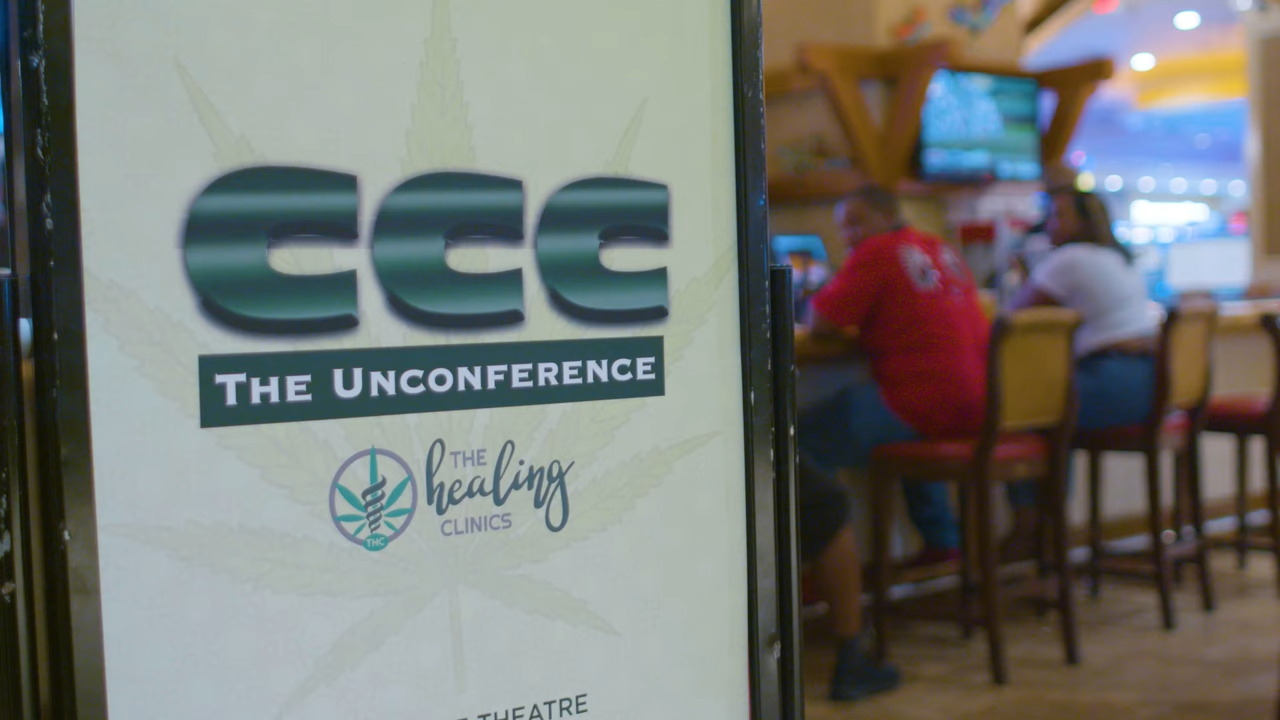 CCC
THE UNCONFERENCE
THE
healing
CLINICS
THC
THEATRE